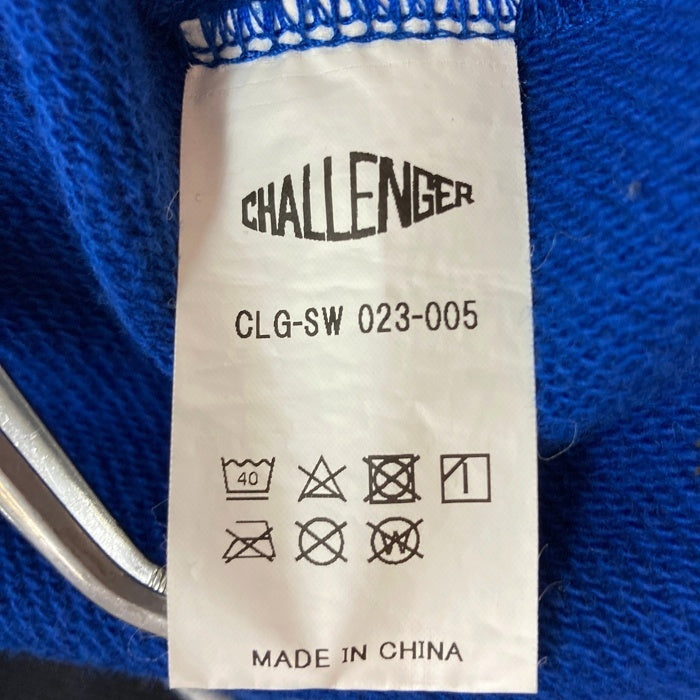 CHALLENGER
CLG-SW 023-005
40
W
MADE IN CHINA